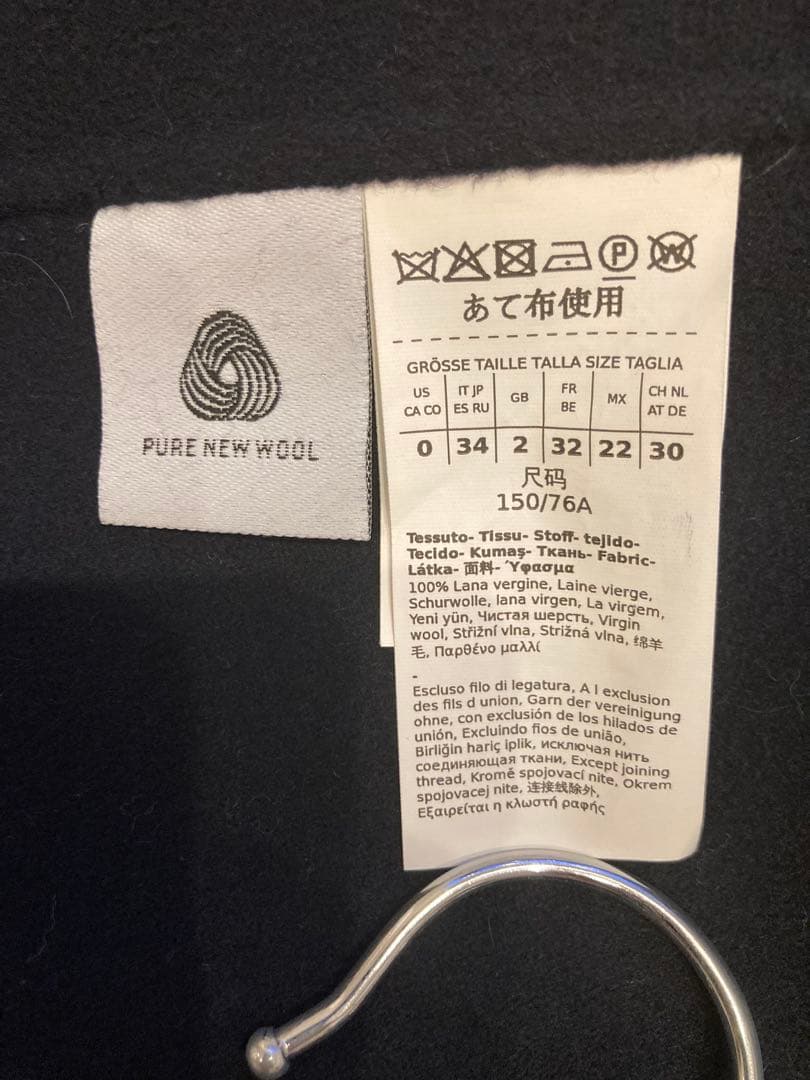 PURE NEW WOOL
P W
あて布使用
GRÖSSE TAILLE TALLA SIZE TAGLIA
US CA CO IT JP ES RU GB FR BE MX CH NL AT DE
0 34 2 32 22 30
尺码
150/76A
Tessuto- Tissu- Stoff- tejido-
Tecido- Kumaş- Ткань- Fabric-
Látka- 面料- Ύφασμα
100% Lana vergine, Laine vierge,
Schurwolle, lana virgen, La virgem,
Yeni yün, Чистая шерсть, Virgin
wool, Střižní vlna, Strižná vlna, 绵羊
毛, Παρθένο μαλλί
-
Escluso filo di legatura, A l exclusion
des fils d union, Garn der vereinigung
ohne, con exclusión de los hilados de
unión, Excluindo fios de união,
Birliğin hariç iplik, исключая нить
соединяющая ткани, Except joining
thread, Kromě spojovací nite, Okrem
spojovacej nite, 连接线除外,
Εξαιρείται η κλωστή ραφής